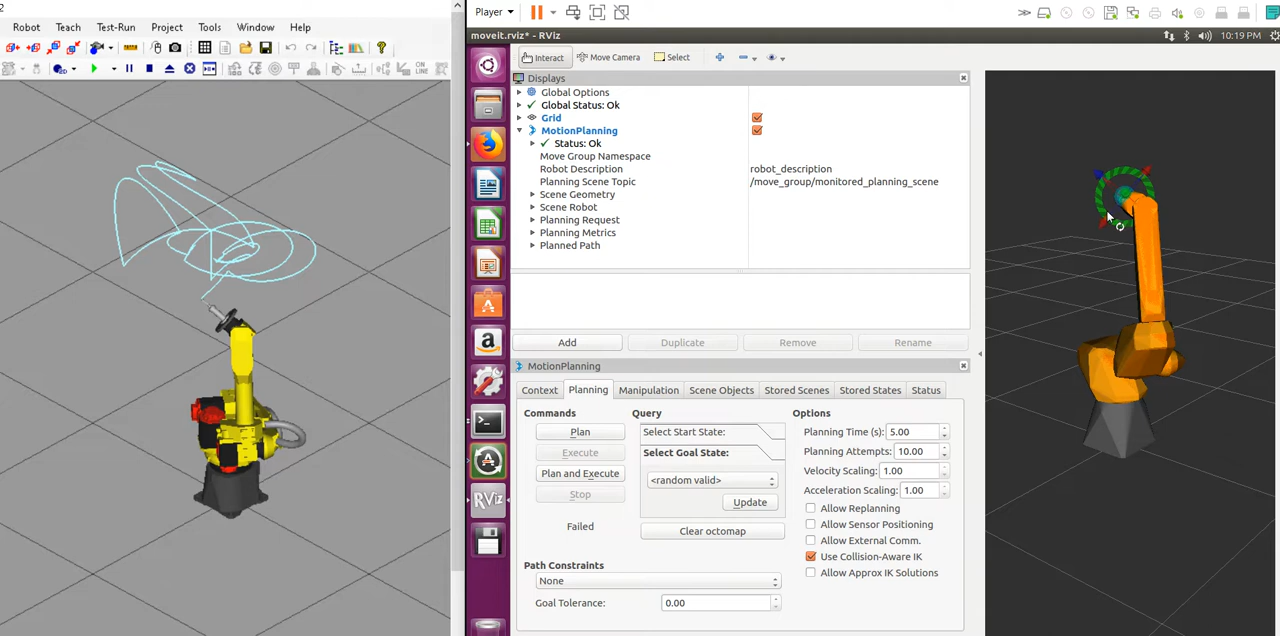 2
Robot Teach Test-Run Project Tools Window Help
ON
LINE
Player
moveit.rviz* - RViz
10:19 PM
Interact Move Camera Select
Displays
Global Options
Global Status: Ok
Grid
MotionPlanning
Status: Ok
Move Group Namespace
Robot Description robot_description
Planning Scene Topic /move_group/monitored_planning_scene
Scene Geometry
Scene Robot
Planning Request
Planning Metrics
Planned Path
Add Duplicate Remove Rename
MotionPlanning
Context Planning Manipulation Scene Objects Stored Scenes Stored States Status
Commands Query Options
Plan Select Start State: Planning Time (s): 5.00
Execute Select Goal State: Planning Attempts: 10.00
Plan and Execute <random valid> Velocity Scaling: 1.00
Stop Update Acceleration Scaling: 1.00
Allow Replanning
Failed Clear octomap Allow Sensor Positioning
Allow External Comm.
Use Collision-Aware IK
Path Constraints Allow Approx IK Solutions
None
Goal Tolerance: 0.00
RViz